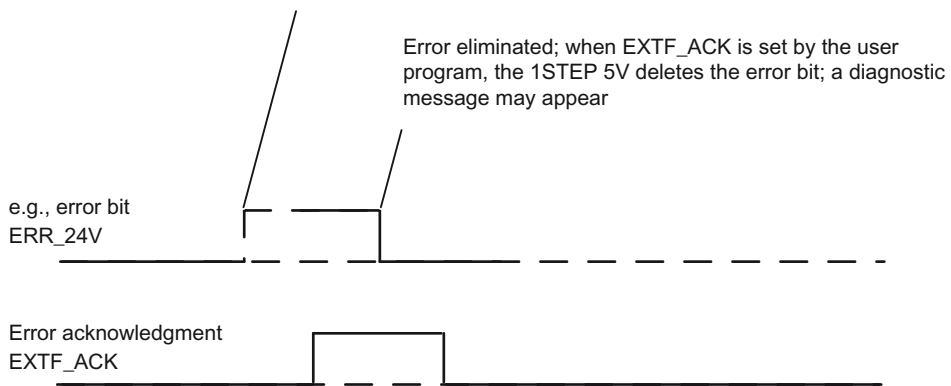 Error eliminated; when EXTF_ACK is set by the user
program, the 1STEP 5V deletes the error bit; a diagnostic
message may appear
e.g., error bit
ERR_24V
Error acknowledgment
EXTF_ACK